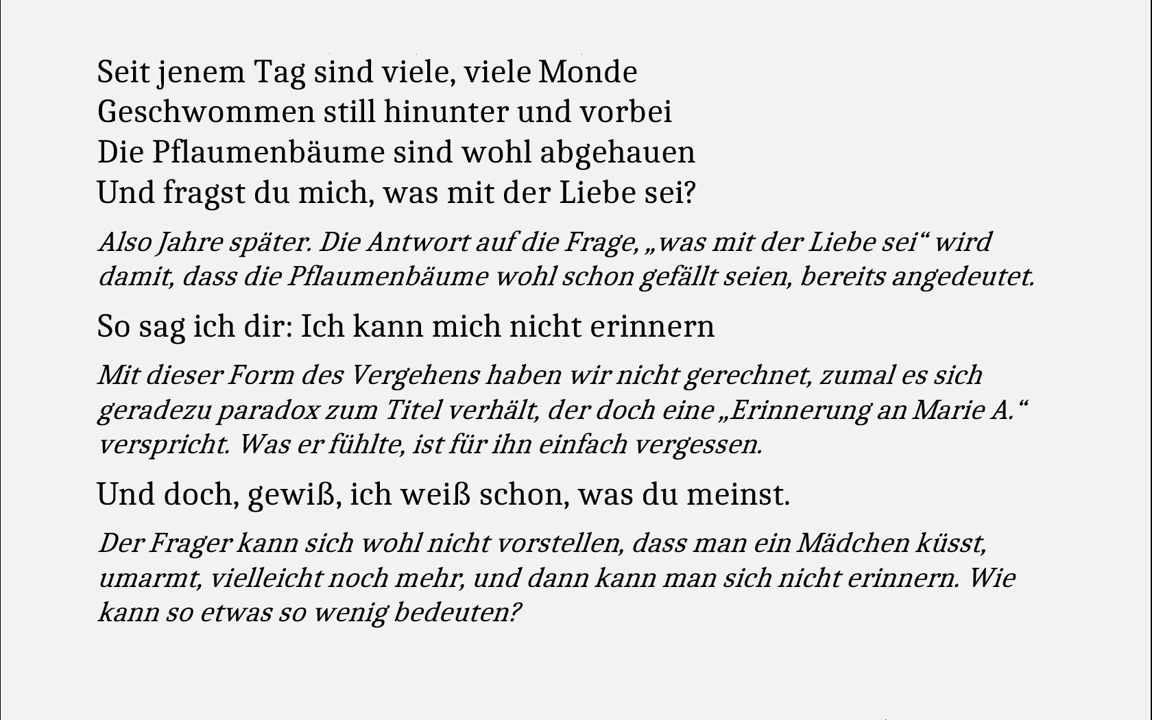 Seit jenem Tag sind viele, viele Monde
Geschwommen still hinunter und vorbei
Die Pflaumenbäume sind wohl abgehauen
Und fragst du mich, was mit der Liebe sei?
Also Jahre später. Die Antwort auf die Frage, „was mit der Liebe sei“ wird
damit, dass die Pflaumenbäume wohl schon gefällt seien, bereits angedeutet.
So sag ich dir: Ich kann mich nicht erinnern
Mit dieser Form des Vergehens haben wir nicht gerechnet, zumal es sich
geradezu paradox zum Titel verhält, der doch eine „Erinnerung an Marie A.“
verspricht. Was er fühlte, ist für ihn einfach vergessen.
Und doch, gewiß, ich weiß schon, was du meinst.
Der Frager kann sich wohl nicht vorstellen, dass man ein Mädchen küsst,
umarmt, vielleicht noch mehr, und dann kann man sich nicht erinnern. Wie
kann so etwas so wenig bedeuten?